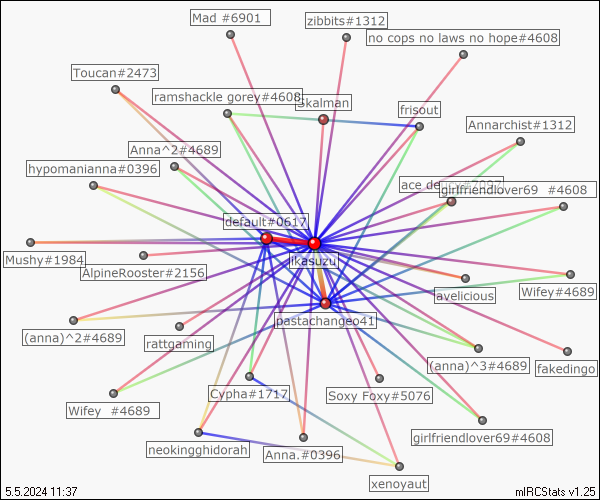 Mad #6901
zibbits#1312
no cops no laws no hope#4608
Toucan#2473
ramshackle gorey#4608
Skalman
frisout
Annarchist#1312
Anna^2#4689
hypomanianna#0396
girlfriendlover69 #4608
default#0617
Mushy#1984
ikasuzu
AlpineRooster#2156
Wifey#4689
avelicious
pastachangeo41
(anna)^2#4689
rattgaming
(anna)^3#4689
fakedingo
Cypha#1717
Soxy Foxy#5076
Wifey #4689
girlfriendlover69#4608
neokingghidorah
Anna.#0396
xenoyaut
5.5.2024 11:37
mIRCStats v1.25